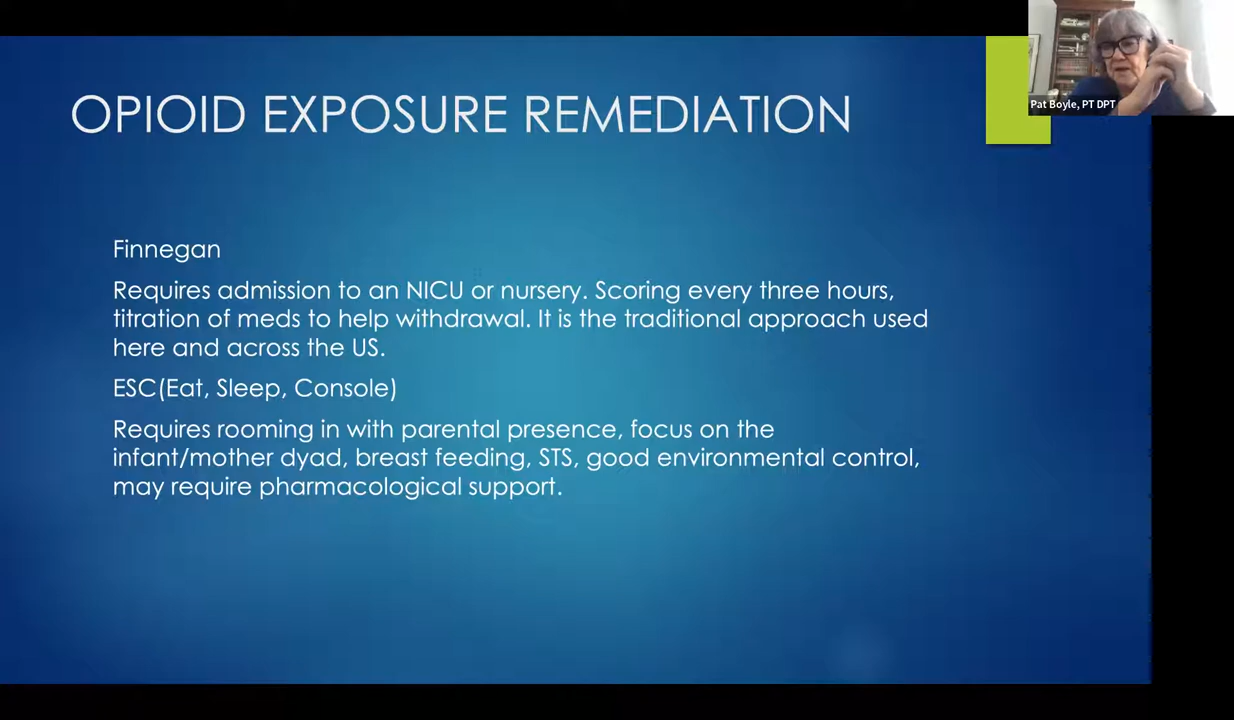 OPIOID EXPOSURE REMEDIATION
Pat Boyle, PT DPT
Finnegan
Requires admission to an NICU or nursery. Scoring every three hours,
titration of meds to help withdrawal. It is the traditional approach used
here and across the US.
ESC(Eat, Sleep, Console)
Requires rooming in with parental presence, focus on the
infant/mother dyad, breast feeding, STS, good environmental control,
may require pharmacological support.